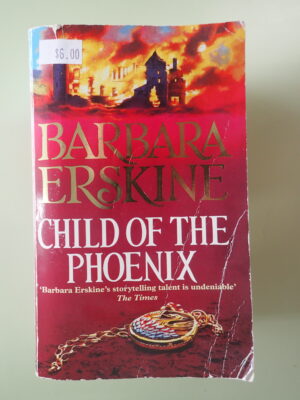 $6.00
BARBARA
ERSKINE
CHILD OF THE
PHOENIX
'Barbara Erskine's storytelling talent is undeniable'
The Times